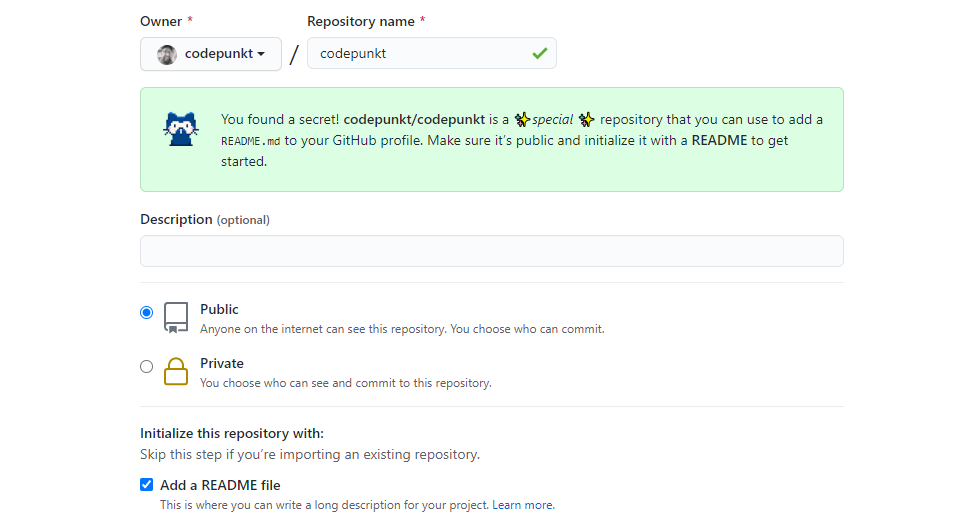 Owner * Repository name *
codepunkt / codepunkt
You found a secret! codepunkt/codepunkt is a ✨special ✨ repository that you can use to add a
README.md to your GitHub profile. Make sure it’s public and initialize it with a README to get
started.
Description (optional)
Public
Anyone on the internet can see this repository. You choose who can commit.
Private
You choose who can see and commit to this repository.
Initialize this repository with:
Skip this step if you’re importing an existing repository.
Add a README file
This is where you can write a long description for your project. Learn more.